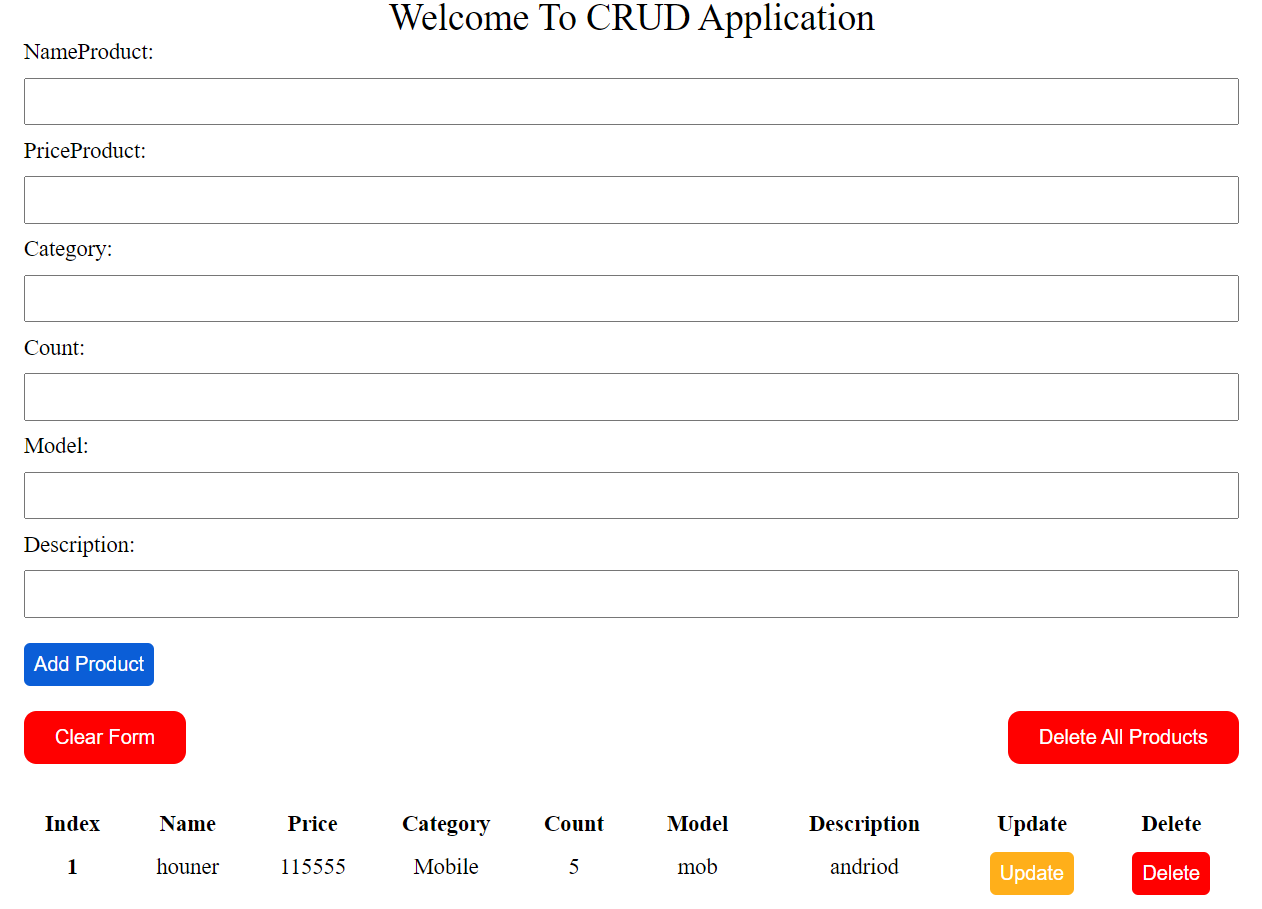 Welcome To CRUD Application
NameProduct:
PriceProduct:
Category:
Count:
Model:
Description:
Add Product
Clear Form Delete All Products
Index Name Price Category Count Model Description Update Delete
1 houner 115555 Mobile 5 mob andriod Update Delete